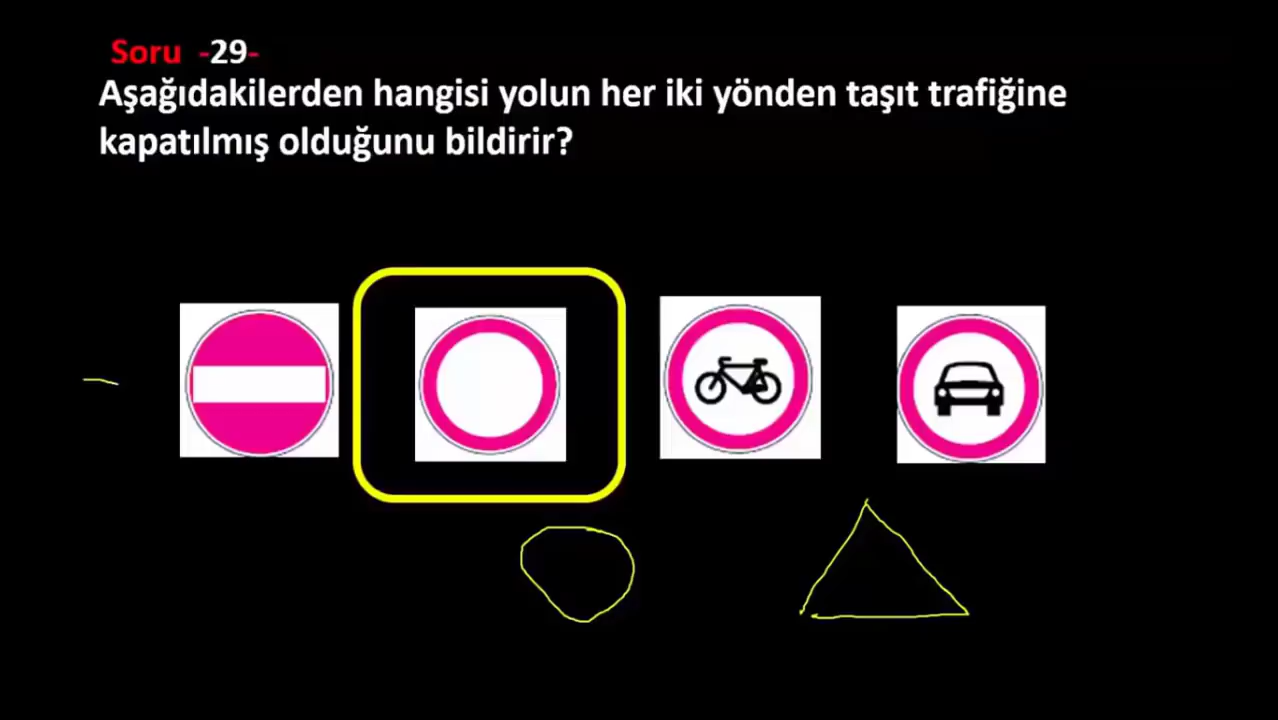 Soru -29-
Aşağıdakilerden hangisi yolun her iki yönden taşıt trafiğine
kapatılmış olduğunu bildirir?